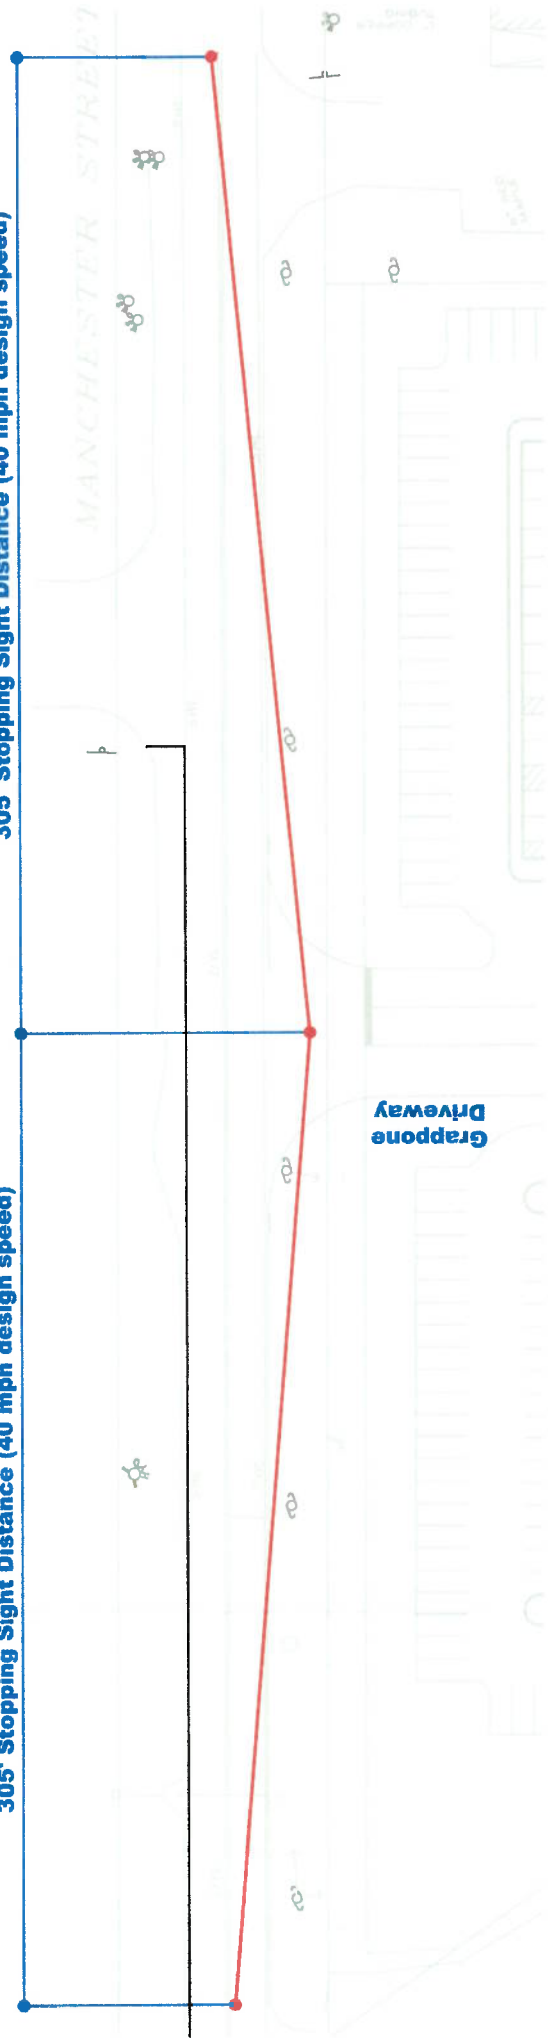 MANCHESTER STREET
305' Stopping Sight Distance (40 mph design speed)
305' Stopping Sight Distance (40 mph design speed)
Grappone
Driveway